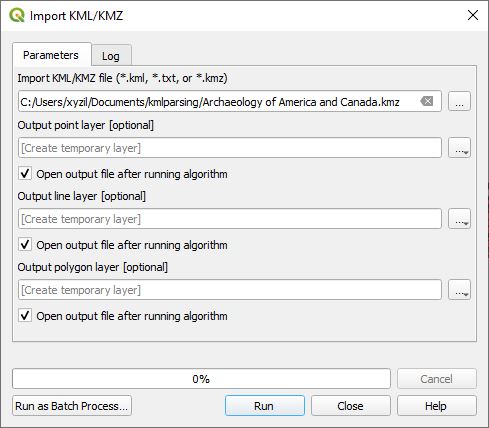 Import KML/KMZ
Parameters
Log
Import KML/KMZ file (*.kml, *.txt, or *.kmz)
C:/Users/xyzil/Documents/kmlparsing/Archaeology of America and Canada.kmz
...
Output point layer [optional]
[Create temporary layer]
...
Open output file after running algorithm
Output line layer [optional]
[Create temporary layer]
...
Open output file after running algorithm
Output polygon layer [optional]
[Create temporary layer]
...
Open output file after running algorithm
0%
Cancel
Run as Batch Process...
Run
Close
Help